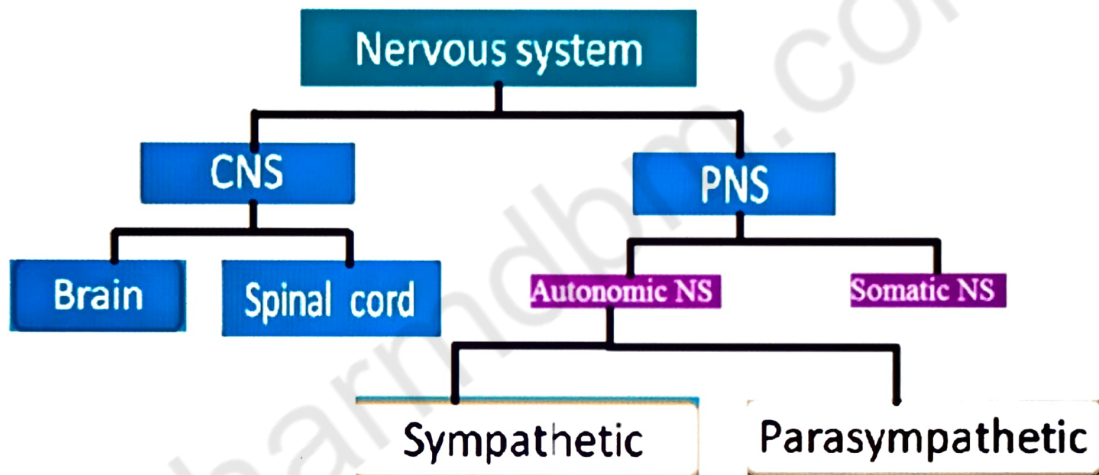 Nervous system
CNS
PNS
Brain
Spinal cord
Autonomic NS
Somatic NS
Sympathetic
Parasympathetic